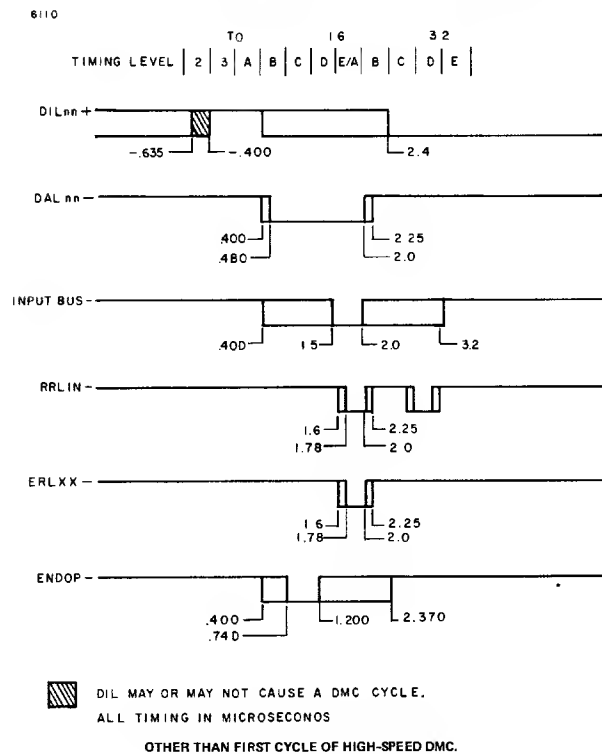 6110
T0 16 32
TIMING LEVEL 2 3 A B C D E/A B C D E
DILnn+
-.635 -.400 2.4
DAL nn-
.400 2.25
.480 2.0
INPUT BUS-
.40D 1.5 2.0 3.2
RRLIN-
1.6 2.25
1.78 2.0
ERLXX-
1.6 2.25
1.78 2.0
ENDOP-
.400 1.200 2.370
.74D
DIL MAY OR MAY NOT CAUSE A DMC CYCLE.
ALL TIMING IN MICROSECONOS
OTHER THAN FIRST CYCLE OF HIGH-SPEED DMC.